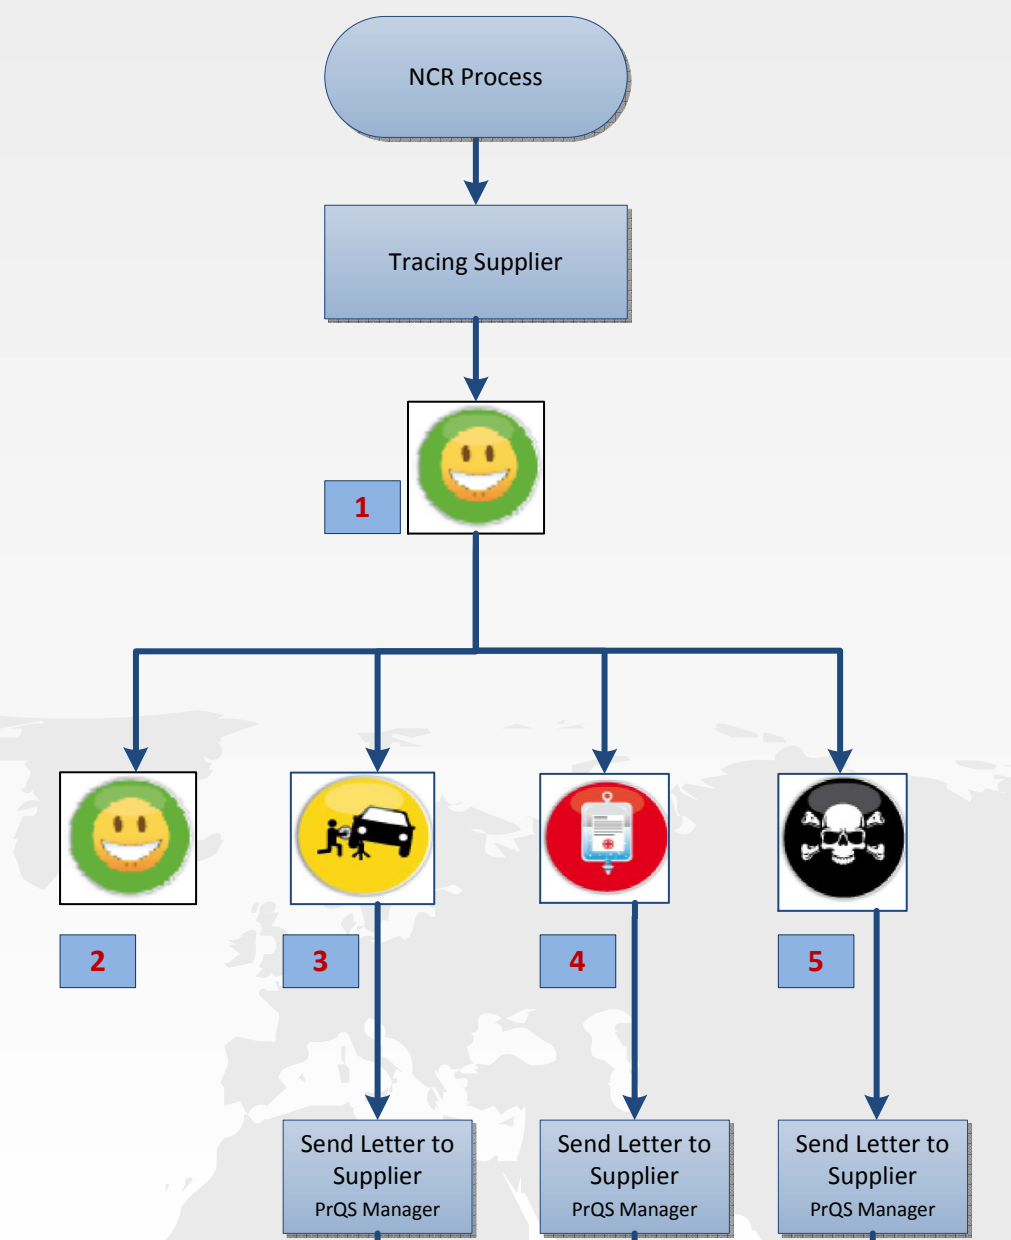 NCR Process
Tracing Supplier
1
2
3
4
5
Send Letter to
Supplier
PrQS Manager
Send Letter to
Supplier
PrQS Manager
Send Letter to
Supplier
PrQS Manager